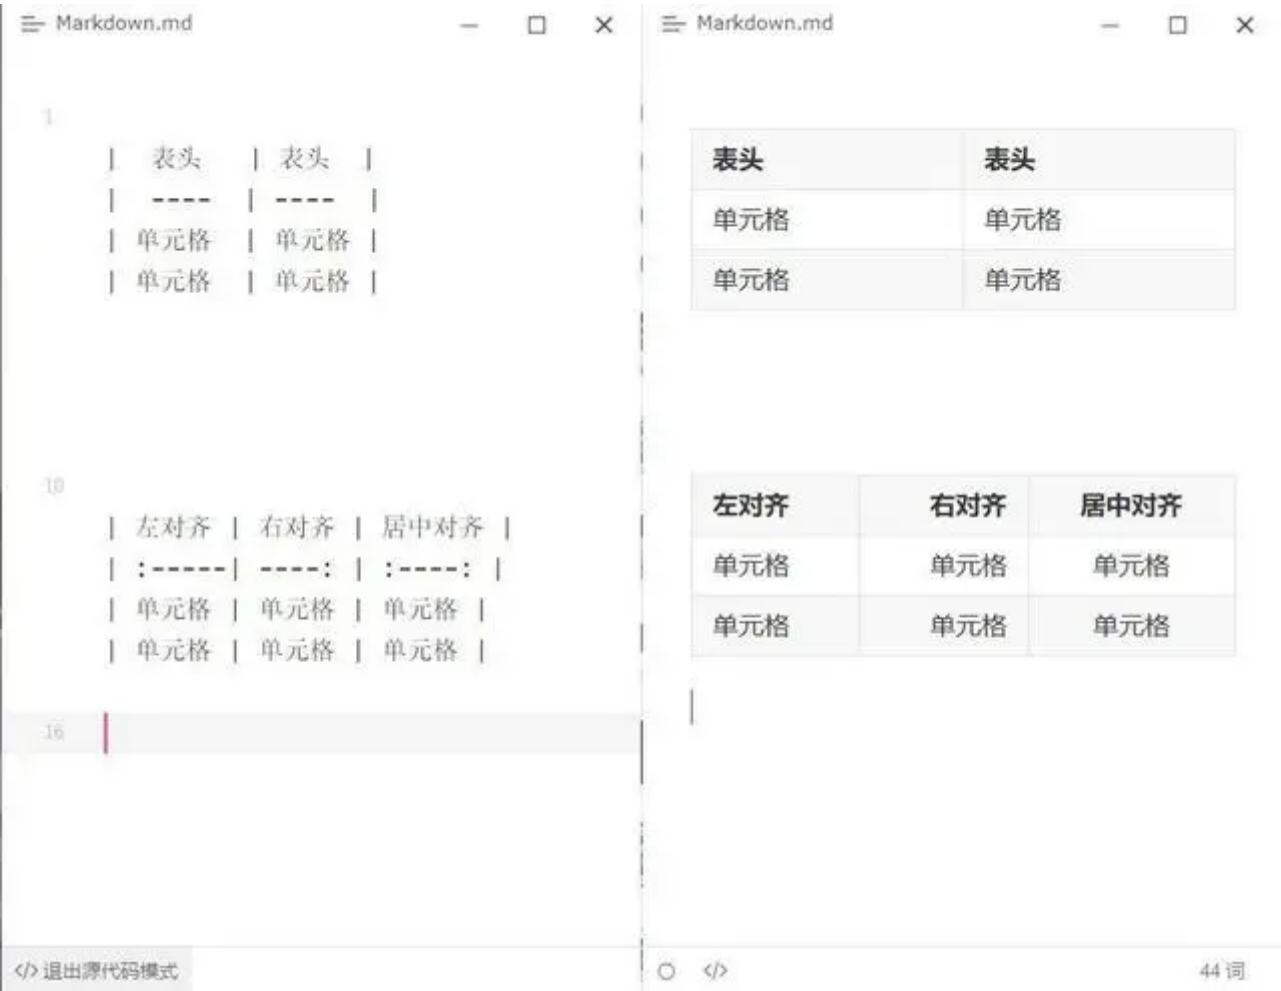 Markdown.md
1
|  表头  | 表头  |
|  ----  | ----  |
| 单元格  | 单元格 |
| 单元格  | 单元格 |
10
| 左对齐 | 右对齐 | 居中对齐 |
| :-----| ----: | :----: |
| 单元格 | 单元格 | 单元格 |
| 单元格 | 单元格 | 单元格 |
16
</> 退出源代码模式
Markdown.md
表头 表头
单元格 单元格
单元格 单元格
左对齐 右对齐 居中对齐
单元格 单元格 单元格
单元格 单元格 单元格
</> 44 词